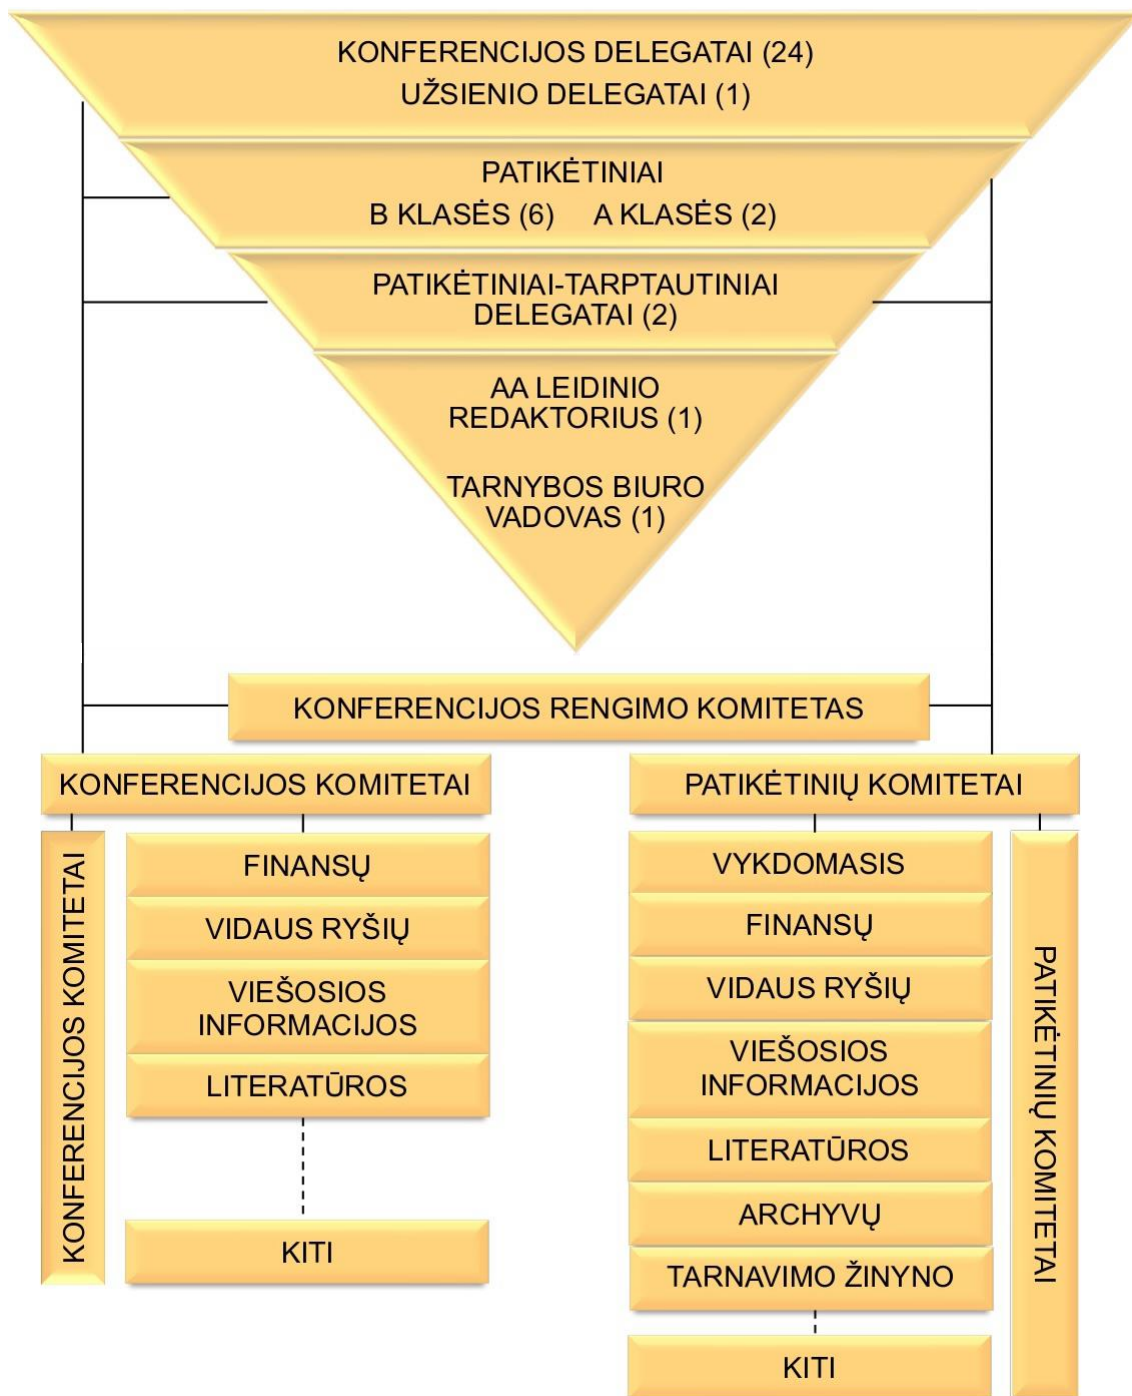 KONFERENCIJOS DELEGATAI (24)
UŽSIENIO DELEGATAI (1)
PATIKĖTINIAI
B KLASĖS (6) A KLASĖS (2)
PATIKĖTINIAI-TARPTAUTINIAI
DELEGATAI (2)
AA LEIDINIO
REDAKTORIUS (1)
TARNYBOS BIURO
VADOVAS (1)
KONFERENCIJOS RENGIMO KOMITETAS
KONFERENCIJOS KOMITETAI
KONFERENCIJOS KOMITETAI
FINANSŲ
VIDAUS RYŠIŲ
VIEŠOSIOS
INFORMACIJOS
LITERATŪROS
KITI
PATIKĖTINIŲ KOMITETAI
VYKDOMASIS
FINANSŲ
VIDAUS RYŠIŲ
VIEŠOSIOS
INFORMACIJOS
LITERATŪROS
ARCHYVŲ
TARNAVIMO ŽINYNO
KITI
PATIKĖTINIŲ KOMITETAI